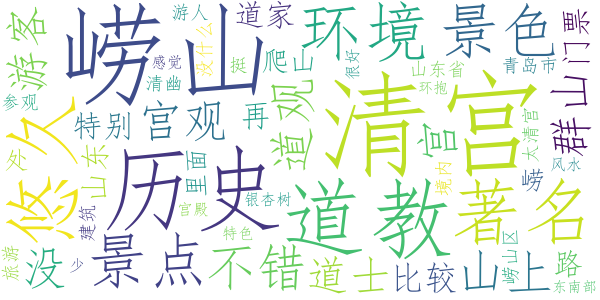 游人
道家
没什么
游客
崂山
感觉
挺
爬山
环境
景色
山东省
青岛市
门票
清幽
很好
环抱
参观
特别
宫观
再
道观
清宫
宫
太清宫
群山
悠久
处
山东
历史
里面
银杏树
道教
境内
崂
风水
著名
建筑
宫殿
特色
旅游
没
少
景点
不错
道士
比较
山上
崂山区
路
东南部